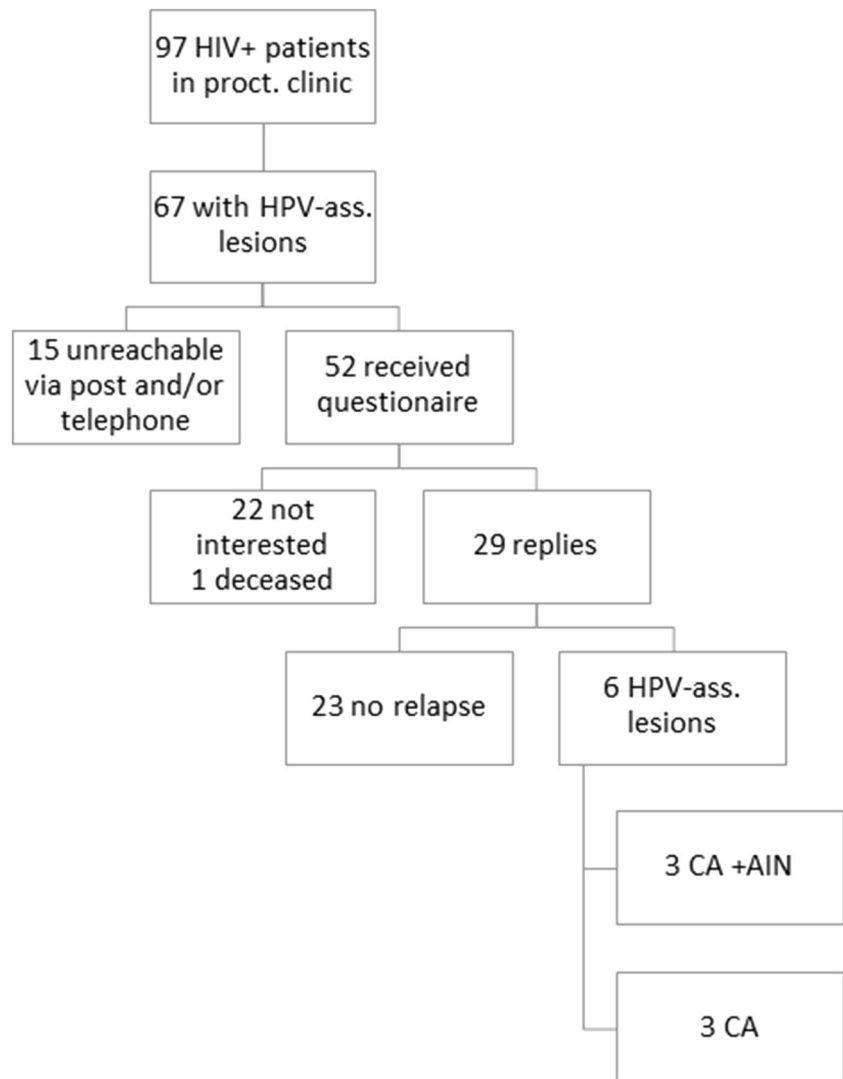 97 HIV+ patients
in proct. clinic
67 with HPV-ass.
lesions
15 unreachable
via post and/or
telephone
52 received
questionaire
22 not
interested
1 deceased
29 replies
23 no relapse
6 HPV-ass.
lesions
3 CA +AIN
3 CA